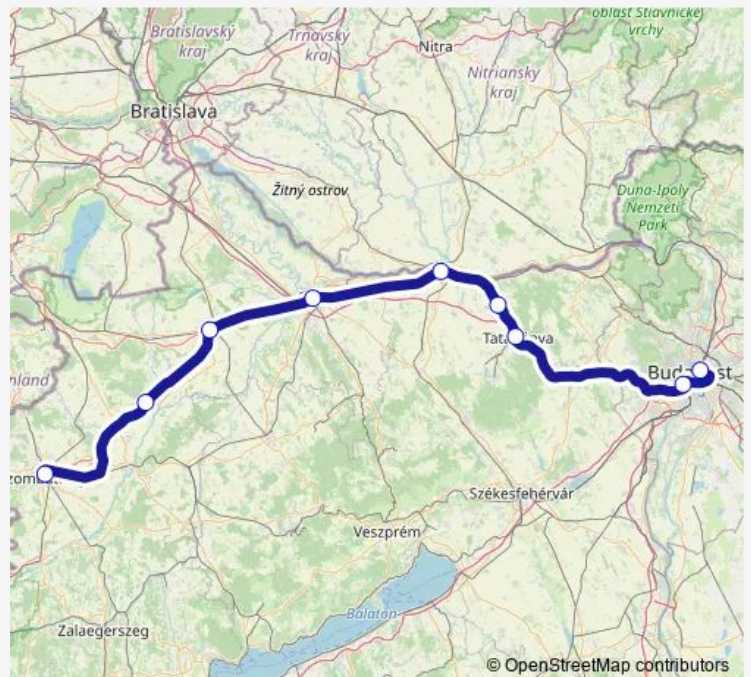 oblasť Štiavnické
vrchy
Bratislavský
kraj
Trnavský
kraj
Nitra
Nitriansky
kraj
Bratislava
Žitný ostrov
Duna-Ipoly
Nemzeti
Park
Székesfehérvár
Veszprém
Balaton
Zalaegerszeg
© OpenStreetMap contributors